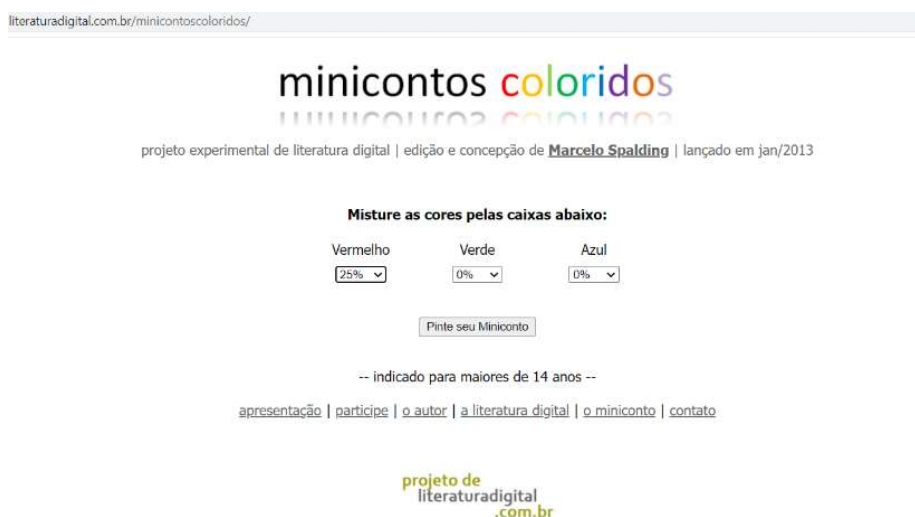 literaturadigital.com.br/minicontoscoloridos/
minicontos coloridos
projeto experimental de literatura digital | edição e concepção de Marcelo Spalding | lançado em jan/2013
Misture as cores pelas caixas abaixo:
Vermelho Verde Azul
25% 0% 0%
Pinte seu Miniconto
-- indicado para maiores de 14 anos --
apresentação | participe | o autor | a literatura digital | o miniconto | contato
projeto de
literaturadigital
.com.br